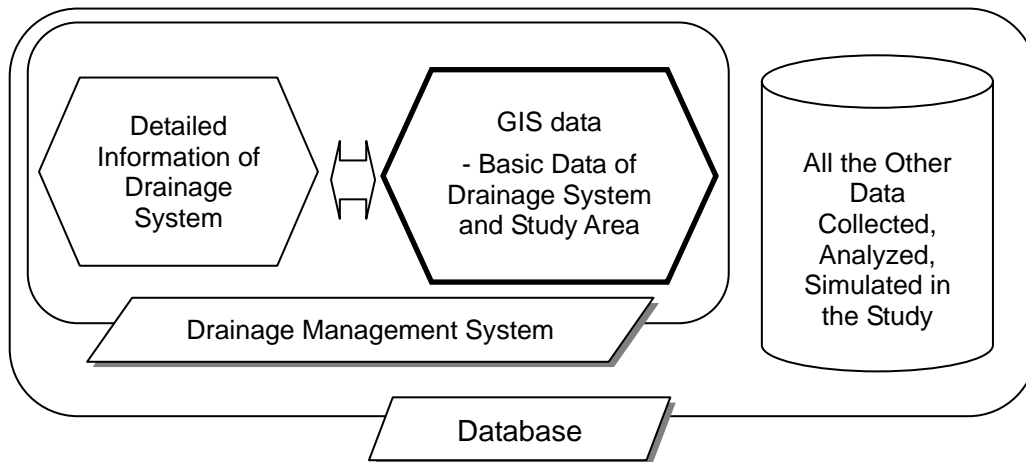 Detailed
Information of
Drainage
System
GIS data
- Basic Data of
Drainage System
and Study Area
All the Other
Data
Collected,
Analyzed,
Simulated in
the Study
Drainage Management System
Database